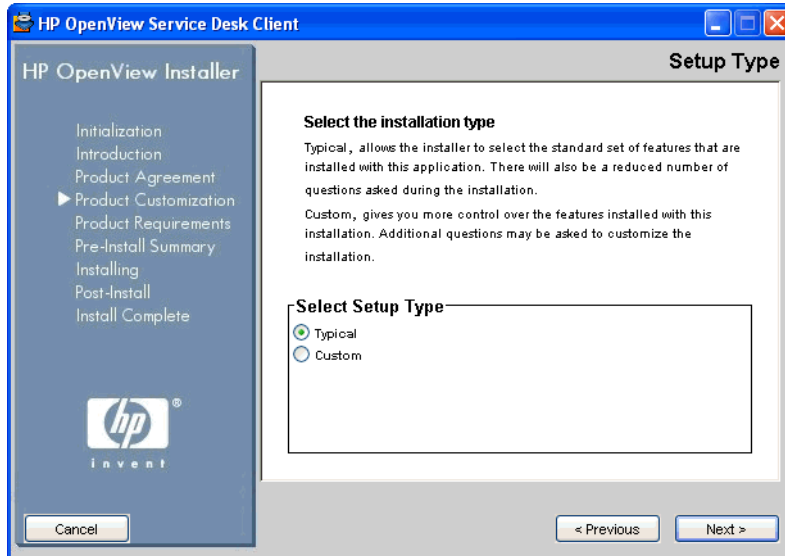 HP OpenView Service Desk Client
HP OpenView Installer
Setup Type
Initialization
Introduction
Product Agreement
Product Customization
Product Requirements
Pre-Install Summary
Installing
Post-Install
Install Complete
hp
®
invent
Select the installation type
Typical, allows the installer to select the standard set of features that are
installed with this application. There will also be a reduced number of
questions asked during the installation.
Custom, gives you more control over the features installed with this
installation. Additional questions may be asked to customize the
installation.
Select Setup Type
Typical
Custom
Cancel
< Previous
Next >